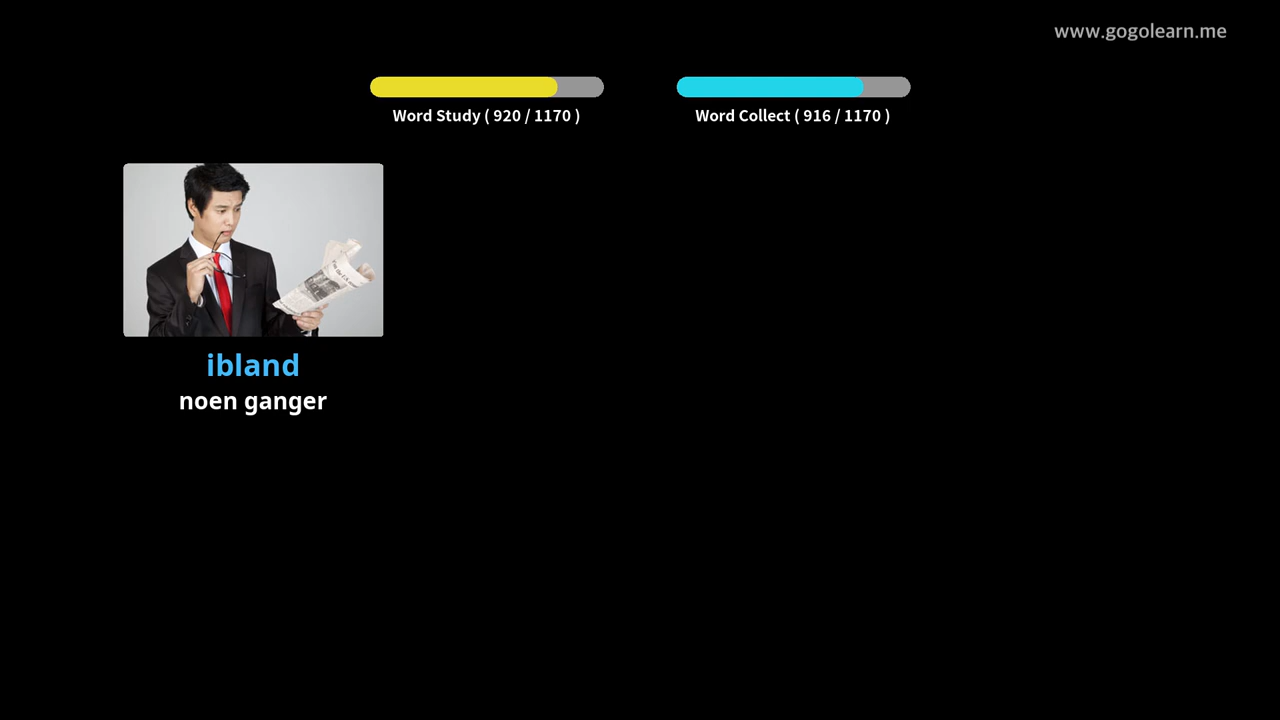 www.gogolearn.me
Word Study ( 920 / 1170 )
Word Collect ( 916 / 1170 )
ibland
noen ganger